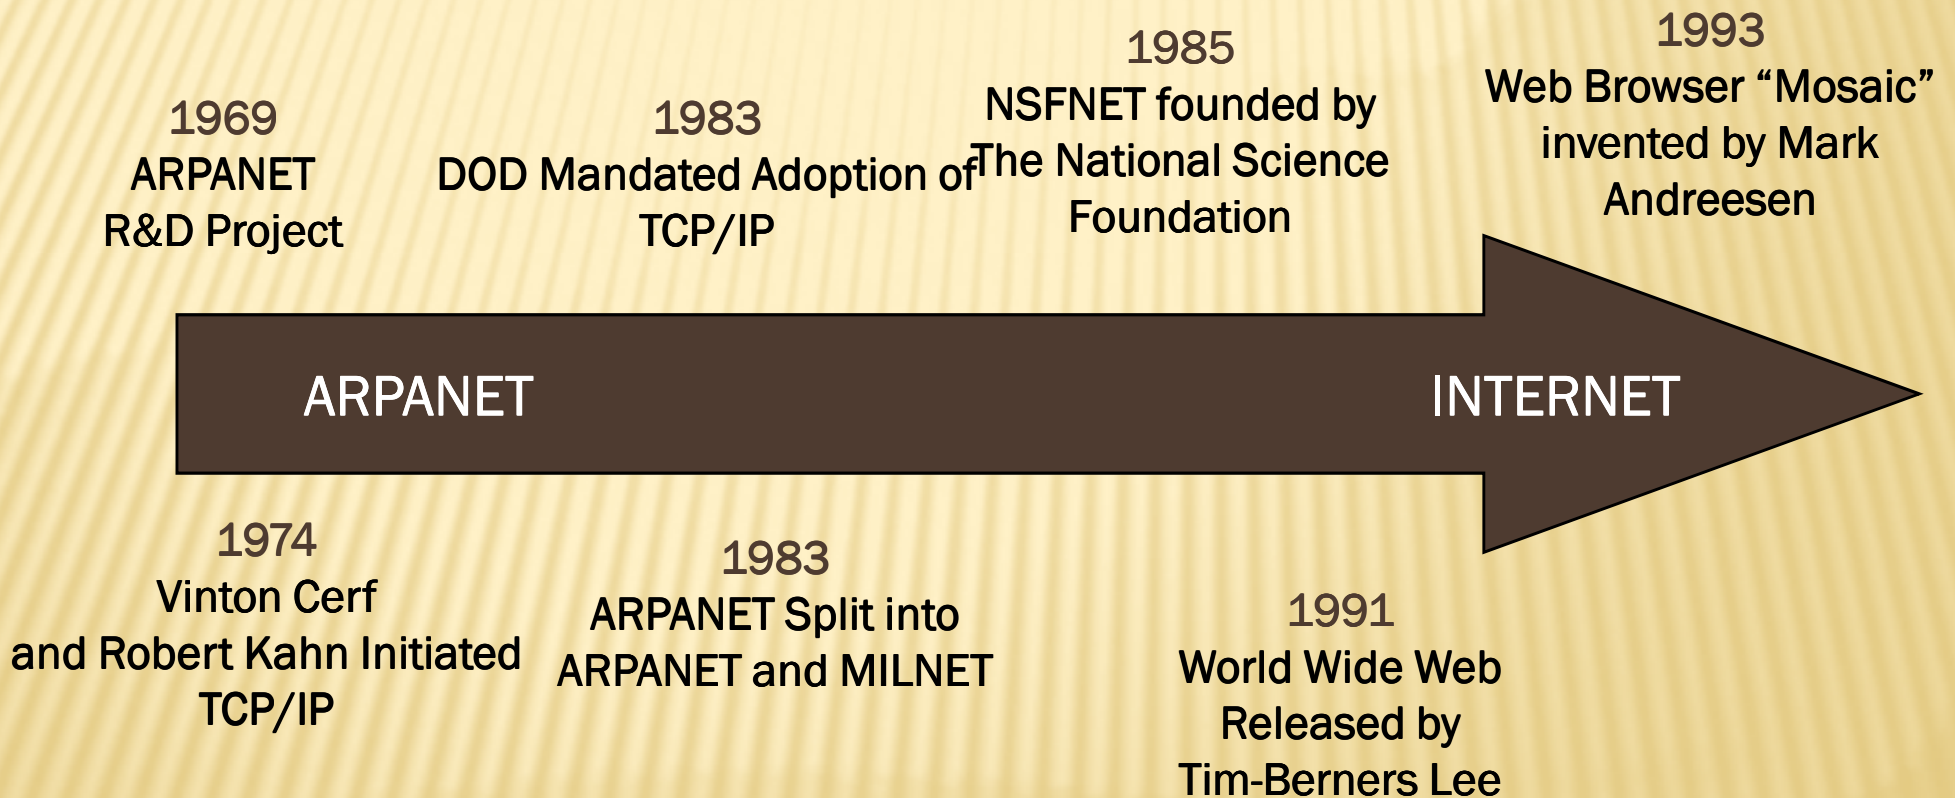 1969
ARPANET
R&D Project
1983
DOD Mandated Adoption of
TCP/IP
1985
NSFNET founded by
The National Science
Foundation
1993
Web Browser “Mosaic”
invented by Mark
Andreesen
ARPANET
INTERNET
1974
Vinton Cerf
and Robert Kahn Initiated
TCP/IP
1983
ARPANET Split into
ARPANET and MILNET
1991
World Wide Web
Released by
Tim-Berners Lee